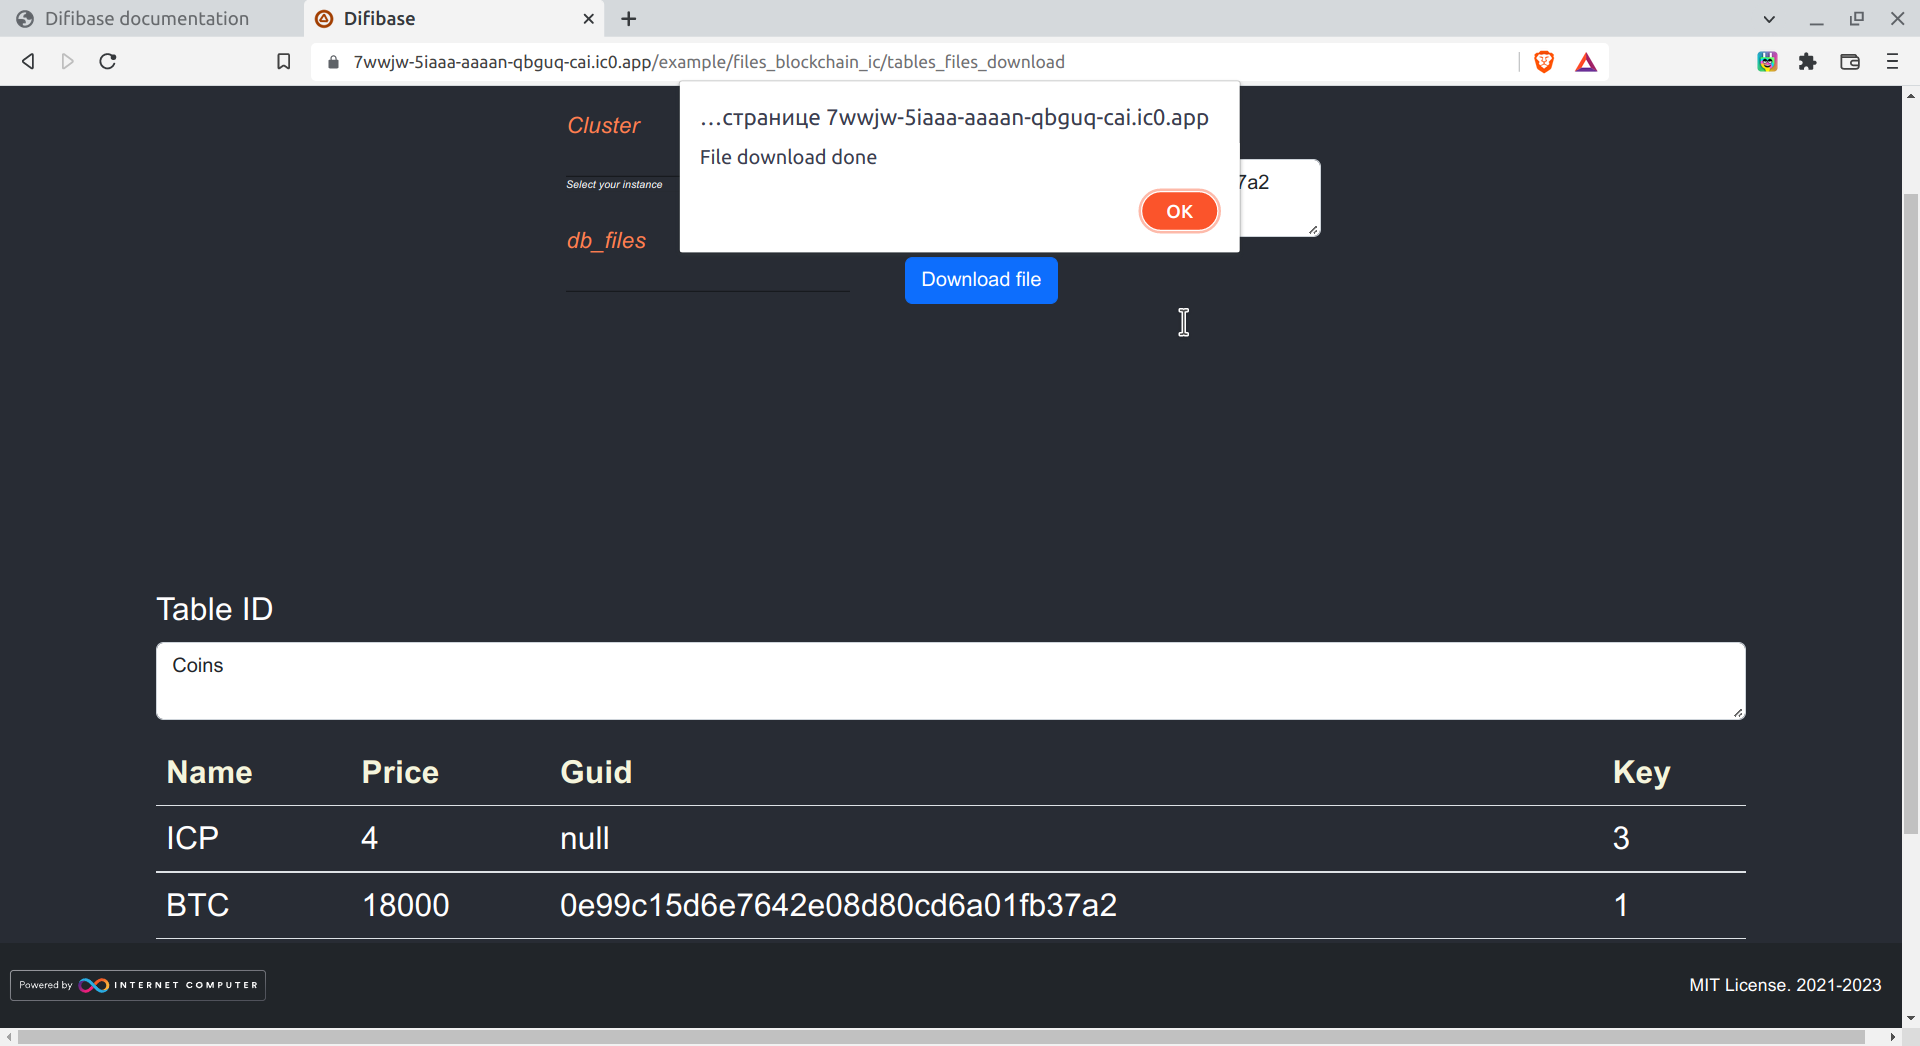 Difibase documentation
Difibase
7wwjw-5iaaa-aaaan-qbguq-cai.ic0.app/example/files_blockchain_ic/tables_files_download
…странице 7wwjw-5iaaa-aaaan-qbguq-cai.ic0.app
File download done
OK
Cluster
Select your instance
db_files
7a2
Download file
Table ID
Coins
Name Price Guid Key
ICP 4 null 3
BTC 18000 0e99c15d6e7642e08d80cd6a01fb37a2 1
Powered by INTERNET COMPUTER
MIT License. 2021-2023